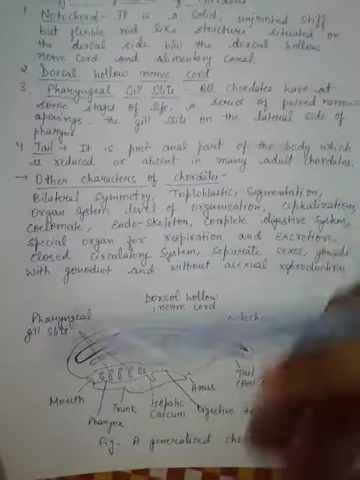 of chordates
1. Notochord - It is a solid, unjointed stiff
but flexible rod like structure situated on
the dorsal side b/w the dorsal hollow
nerve cord and alimentary canal
2. Dorsal hollow nerve cord
3. Pharyngeal Gill Slits - All chordates have at
some stages of life, a series of paired narrow
openings, the gill slits on the lateral side of
pharynx
4. Tail → It is post anal part of the body which
is reduced or absent in many adult chordates.
→ Other characters of chordates -
Bilateral Symmetry, Triploblastic, Segmentation,
Organ system level of organisation, Cephalization,
Coelomate, Endo-Skeleton, Complete digestive System,
Special organ for respiration and Excretion,
closed Circulatory System, separate sexes, gonads
with gonoduct and without asexual reproduction
Dorsal hollow
nerve cord
Pharyngeal
gill slits
Tail
Anus
Mouth
Pharynx
Trunk
Hepatic
Caecum
Digestive
Fig - A generalized